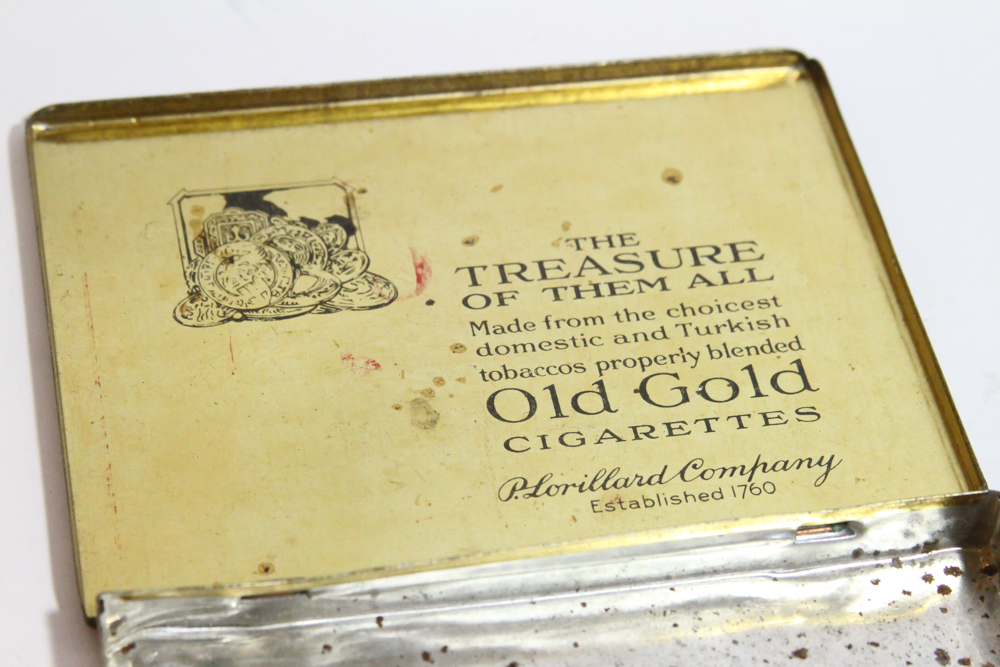 THE
TREASURE
OF THEM ALL
Made from the choicest
domestic and Turkish
tobaccos properly blended
Old Gold
CIGARETTES
P. Lorillard Company
Established 1760